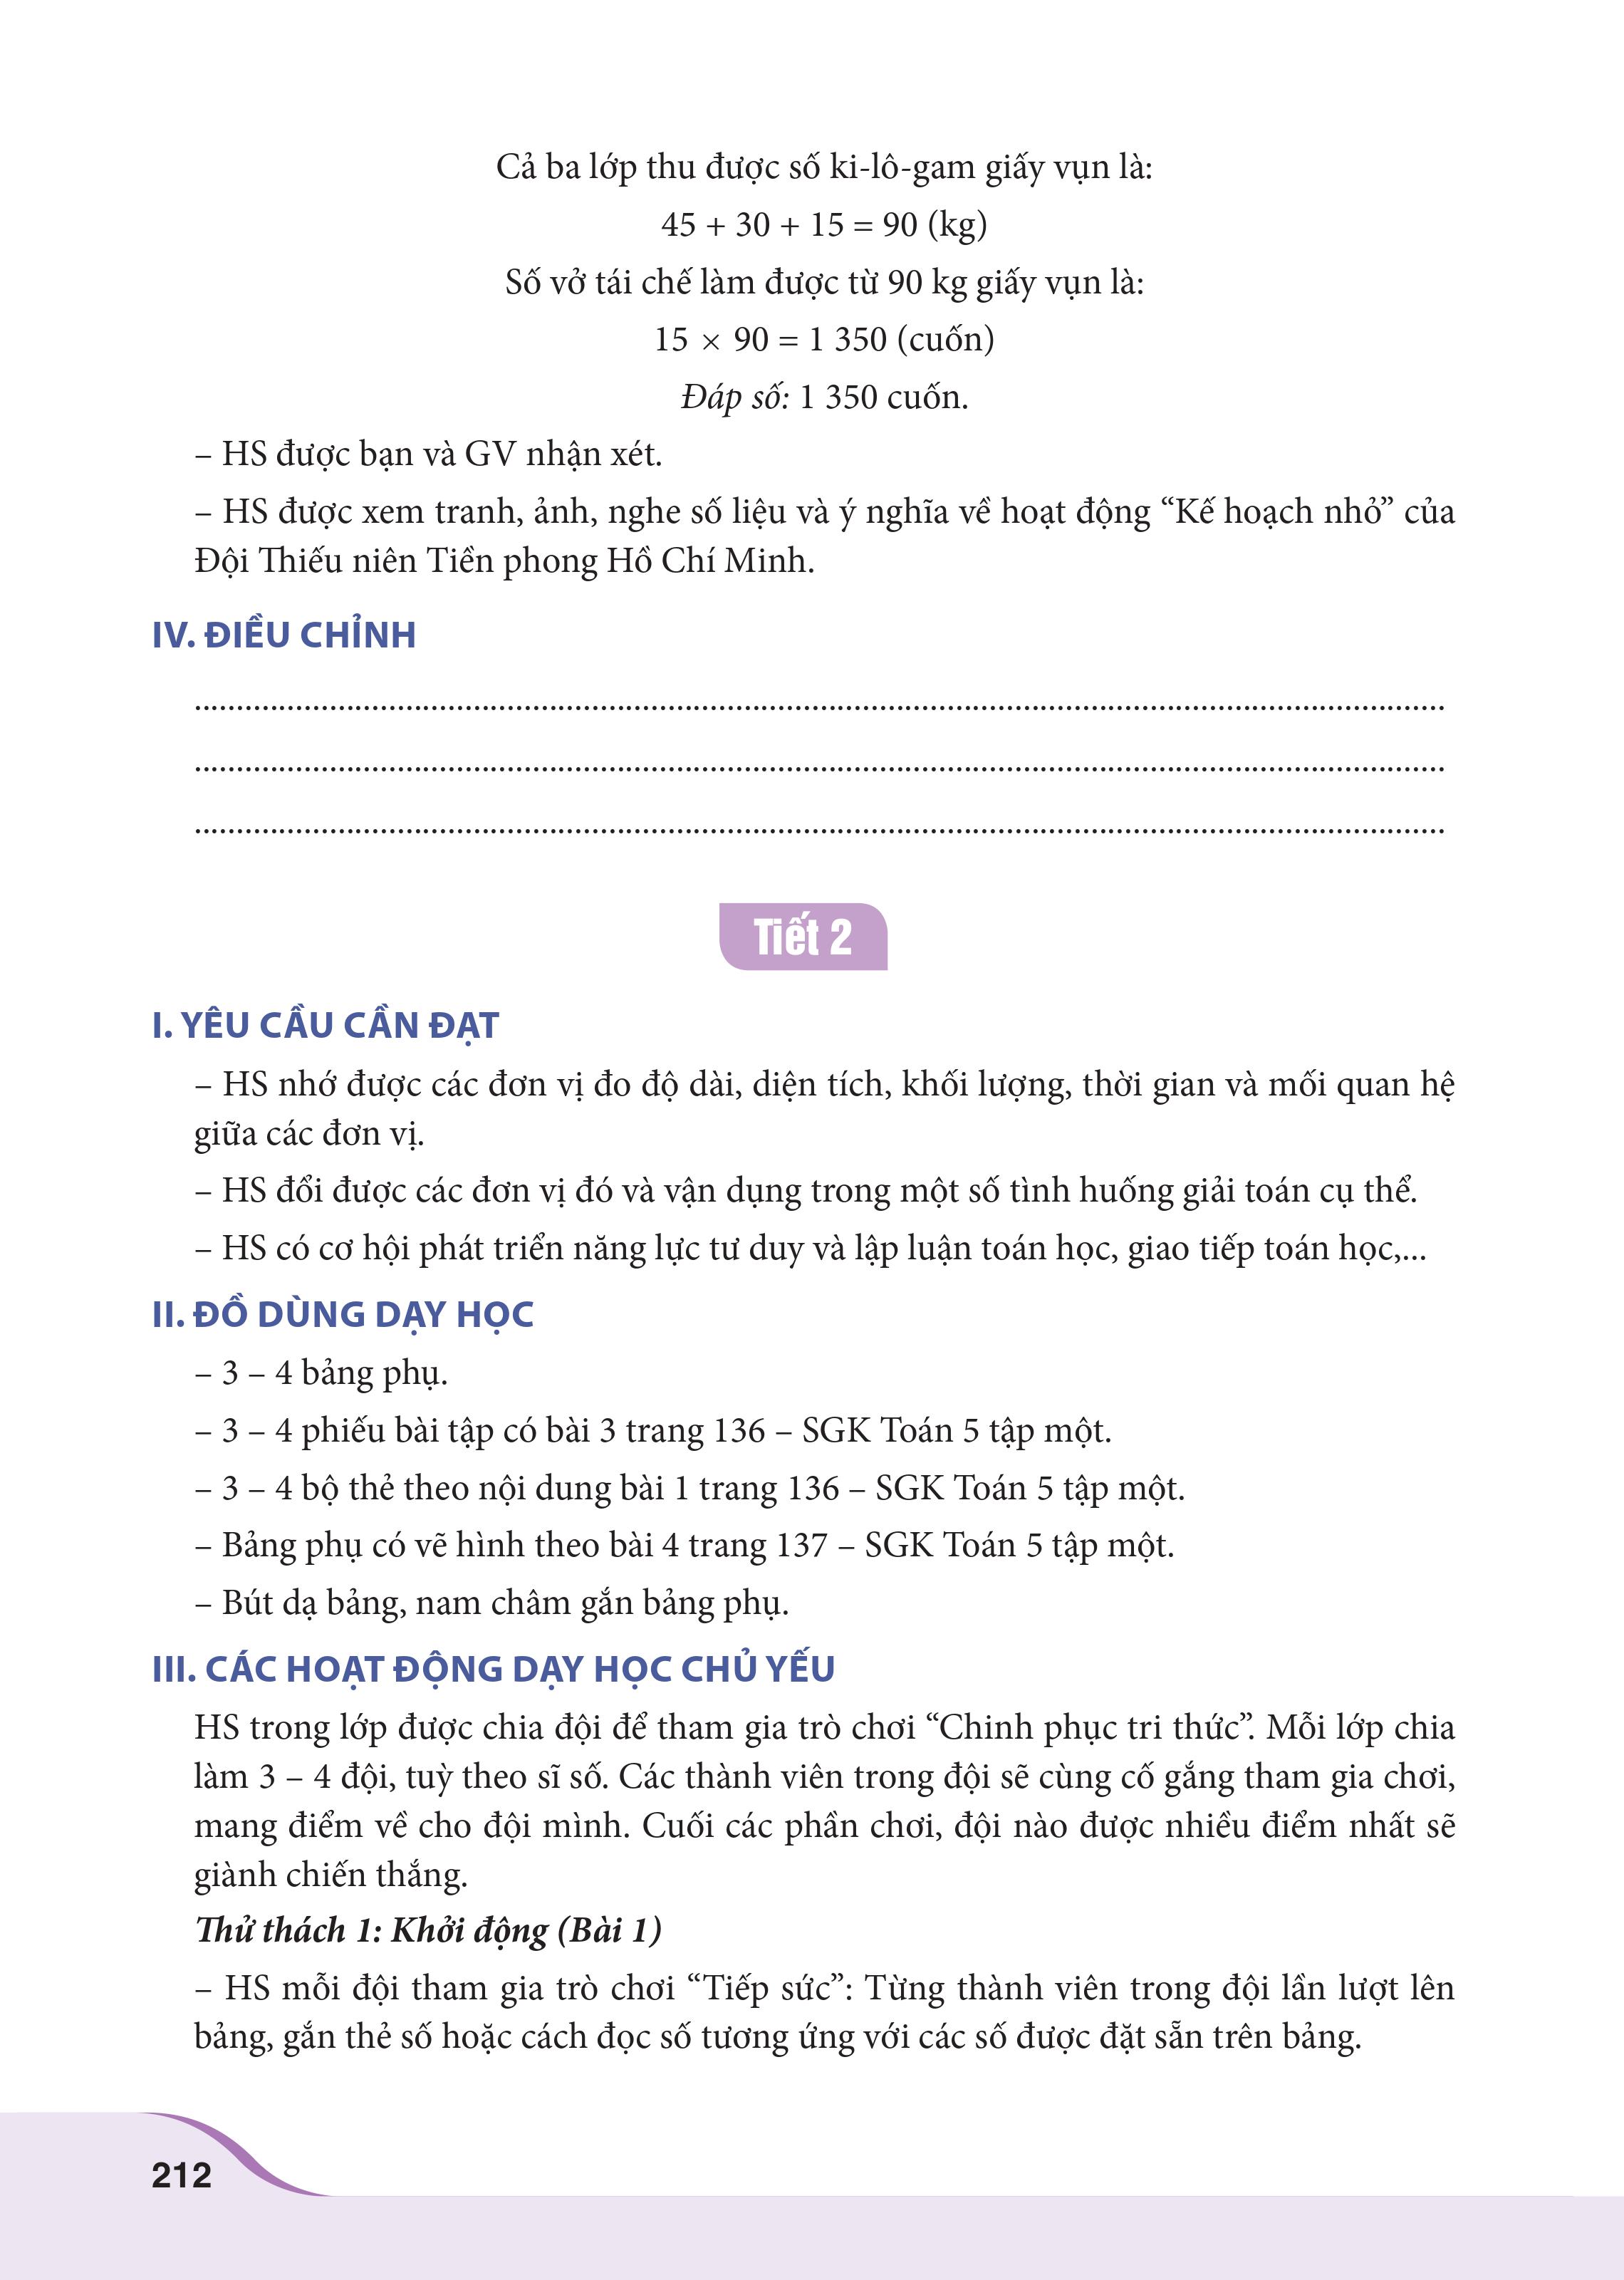 Cả ba lớp thu được số ki-lô-gam giấy vụn là:
45 + 30 + 15 = 90 (kg)
Số vở tái chế làm được từ 90 kg giấy vụn là:
15 × 90 = 1 350 (cuốn)
Đáp số: 1 350 cuốn.
– HS được bạn và GV nhận xét.
– HS được xem tranh, ảnh, nghe số liệu và ý nghĩa về hoạt động “Kế hoạch nhỏ” của
Đội Thiếu niên Tiền phong Hồ Chí Minh.
IV. ĐIỀU CHỈNH
Tiết 2
I. YÊU CẦU CẦN ĐẠT
– HS nhớ được các đơn vị đo độ dài, diện tích, khối lượng, thời gian và mối quan hệ
giữa các đơn vị.
– HS đổi được các đơn vị đó và vận dụng trong một số tình huống giải toán cụ thể.
– HS có cơ hội phát triển năng lực tư duy và lập luận toán học, giao tiếp toán học,...
II. ĐỒ DÙNG DẠY HỌC
– 3 – 4 bảng phụ.
– 3 – 4 phiếu bài tập có bài 3 trang 136 – SGK Toán 5 tập một.
– 3 – 4 bộ thẻ theo nội dung bài 1 trang 136 – SGK Toán 5 tập một.
– Bảng phụ có vẽ hình theo bài 4 trang 137 – SGK Toán 5 tập một.
– Bút dạ bảng, nam châm gắn bảng phụ.
III. CÁC HOẠT ĐỘNG DẠY HỌC CHỦ YẾU
HS trong lớp được chia đội để tham gia trò chơi “Chinh phục tri thức”. Mỗi lớp chia
làm 3 – 4 đội, tuỳ theo sĩ số. Các thành viên trong đội sẽ cùng cố gắng tham gia chơi,
mang điểm về cho đội mình. Cuối các phần chơi, đội nào được nhiều điểm nhất sẽ
giành chiến thắng.
Thử thách 1: Khởi động (Bài 1)
– HS mỗi đội tham gia trò chơi “Tiếp sức”: Từng thành viên trong đội lần lượt lên
bảng, gắn thẻ số hoặc cách đọc số tương ứng với các số được đặt sẵn trên bảng.
212